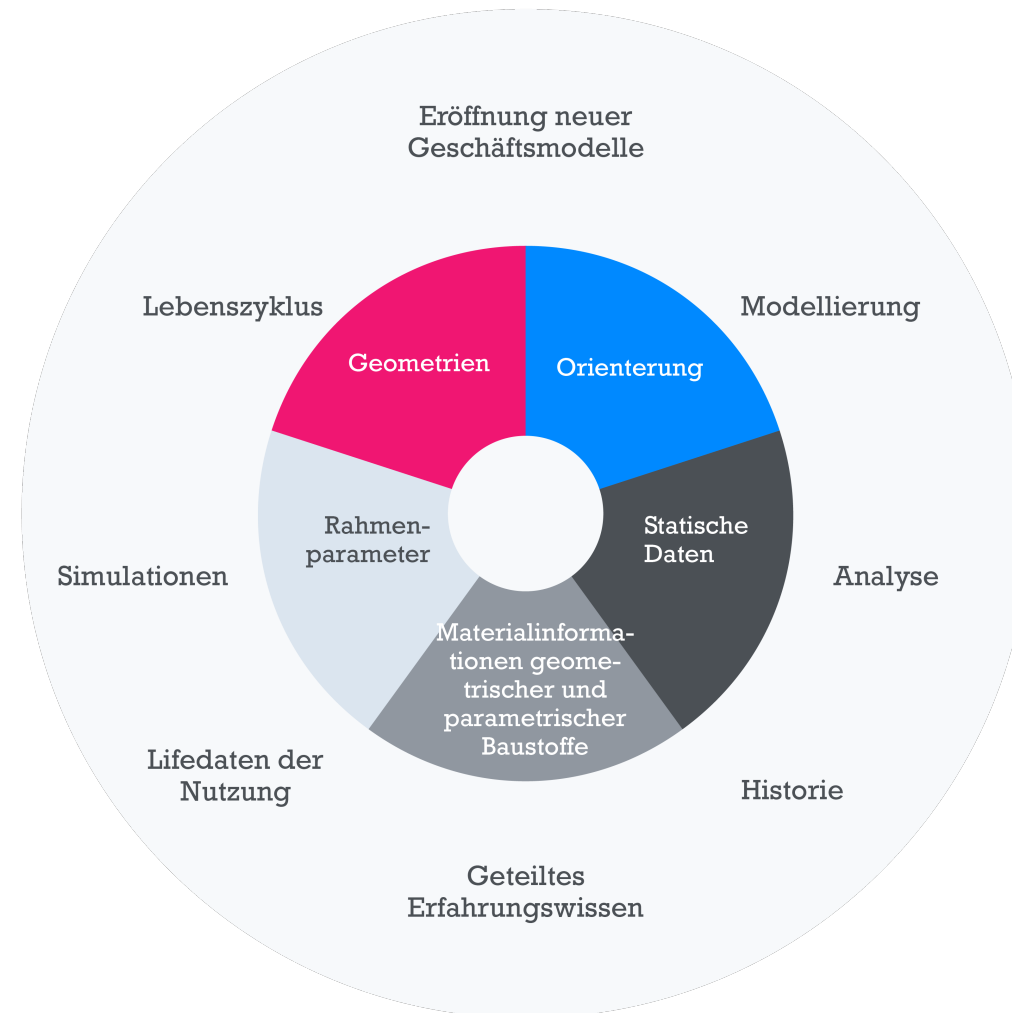 Eröffnung neuer
Geschäftsmodelle
Lebenszyklus
Modellierung
Geometrien
Orienterung
Rahmen-
parameter
Statische
Daten
Simulationen
Analyse
Materialinforma-
tionen geome-
trischer und
parametrischer
Baustoffe
Lifedaten der
Nutzung
Historie
Geteiltes
Erfahrungswissen